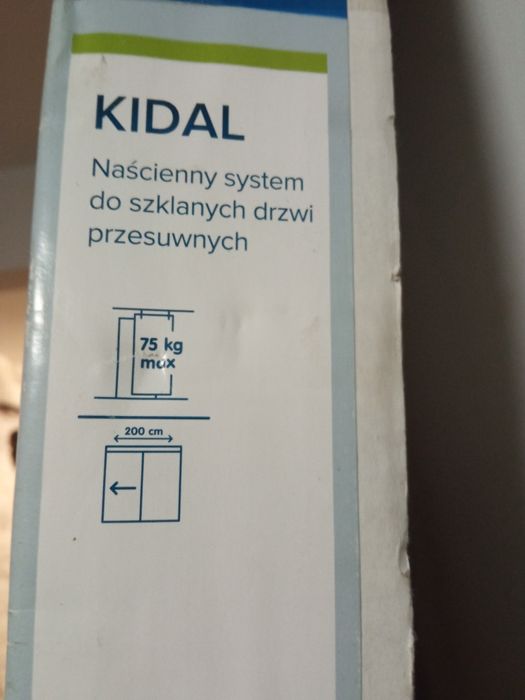 KIDAL
Naścienny system
do szklanych drzwi
przesuwnych
75 kg
max
200 cm